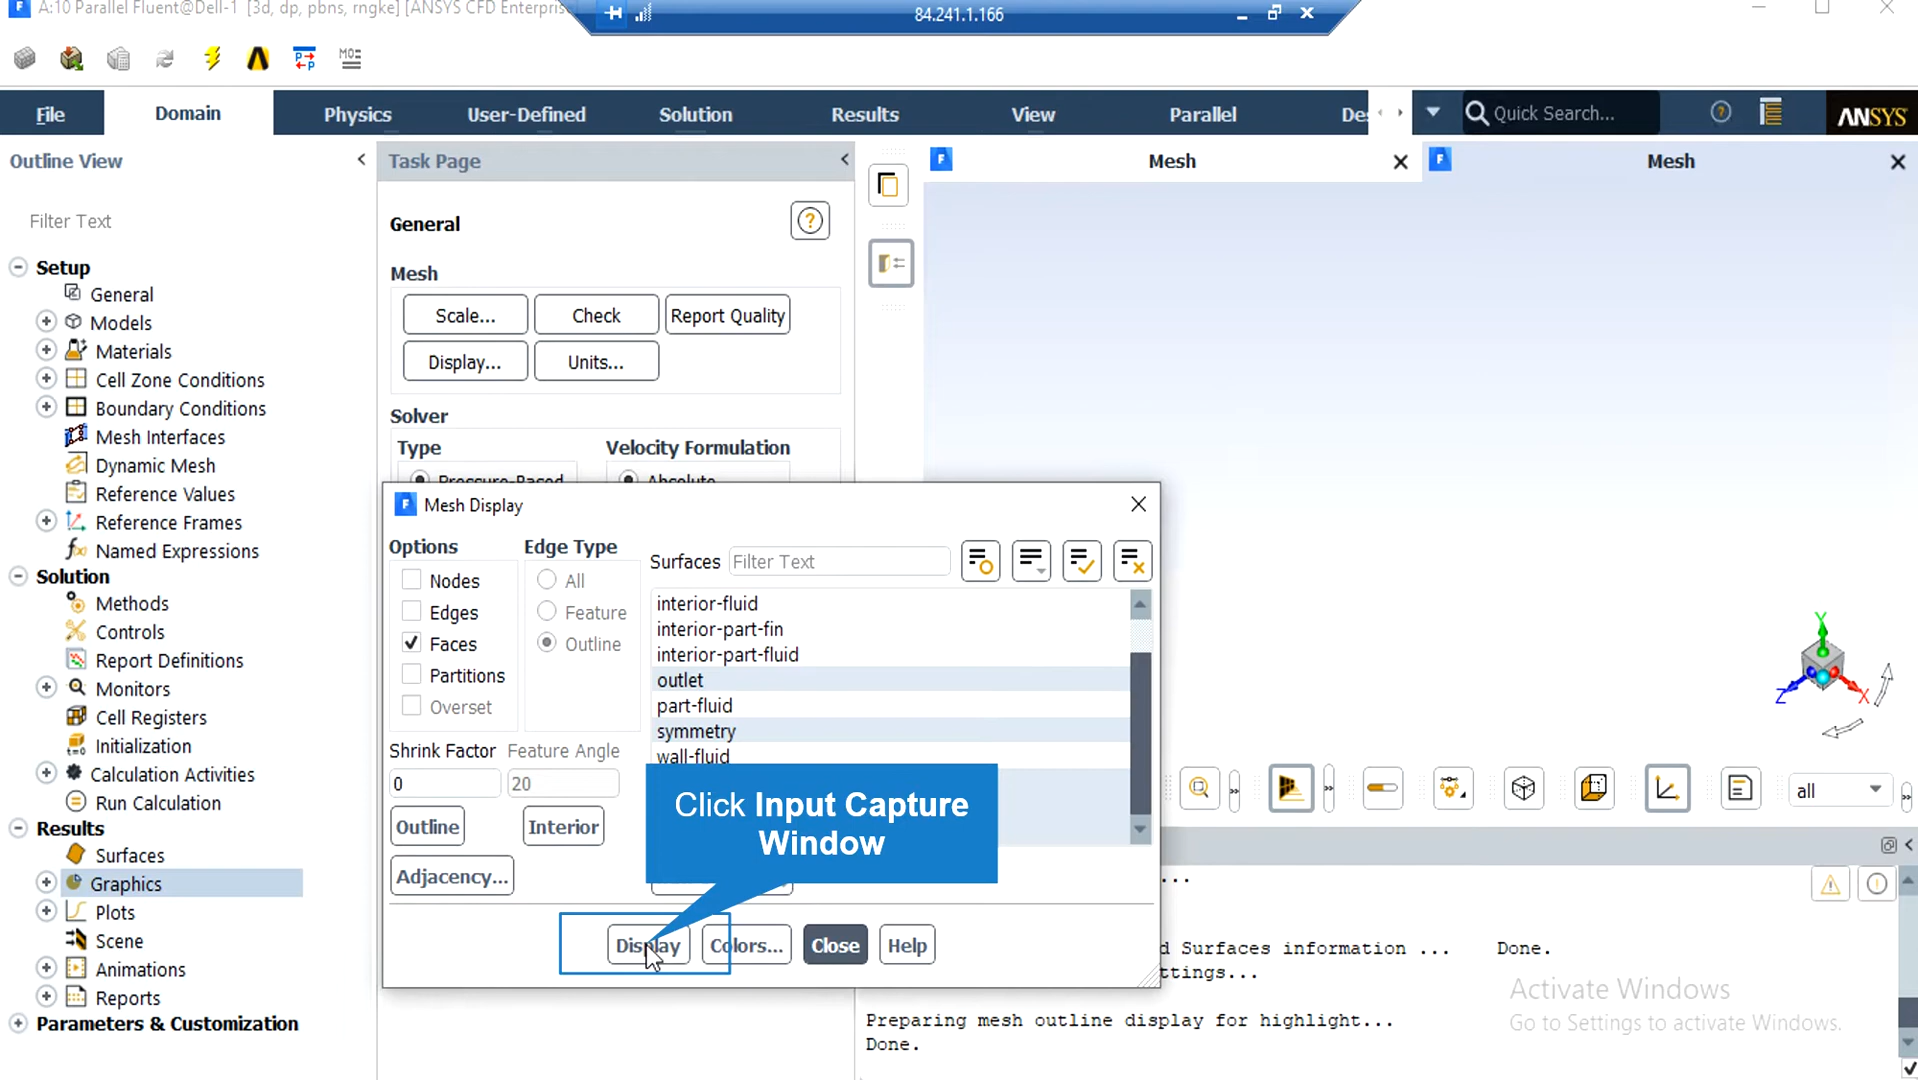 A:10 Parallel Fluent@Dell-1 [3d, dp, pbns, rngke] [ANSYS CFD Enterpris
84.241.1.166
File
Domain
Physics
User-Defined
Solution
Results
View
Parallel
Des
Quick Search...
ANSYS
Outline View
Filter Text
Setup
General
Models
Materials
Cell Zone Conditions
Boundary Conditions
Mesh Interfaces
Dynamic Mesh
Reference Values
Reference Frames
Named Expressions
Solution
Methods
Controls
Report Definitions
Monitors
Cell Registers
Initialization
Calculation Activities
Run Calculation
Results
Surfaces
Graphics
Plots
Scene
Animations
Reports
Parameters & Customization
Task Page
General
Mesh
Scale...
Check
Report Quality
Display...
Units...
Solver
Type
Velocity Formulation
Pressure-Based
Absolute
Mesh
Mesh
Mesh Display
Options
Nodes
Edges
Faces
Partitions
Overset
Edge Type
All
Feature
Outline
Shrink Factor
Feature Angle
0
20
Outline
Interior
Adjacency...
Surfaces
Filter Text
interior-fluid
interior-part-fin
interior-part-fluid
outlet
part-fluid
symmetry
wall-fluid
Click Input Capture
Window
Display
Colors...
Close
Help
Y
Z
X
all
...
d Surfaces information ... Done.
ttings...
Preparing mesh outline display for highlight...
Done.
Activate Windows
Go to Settings to activate Windows.